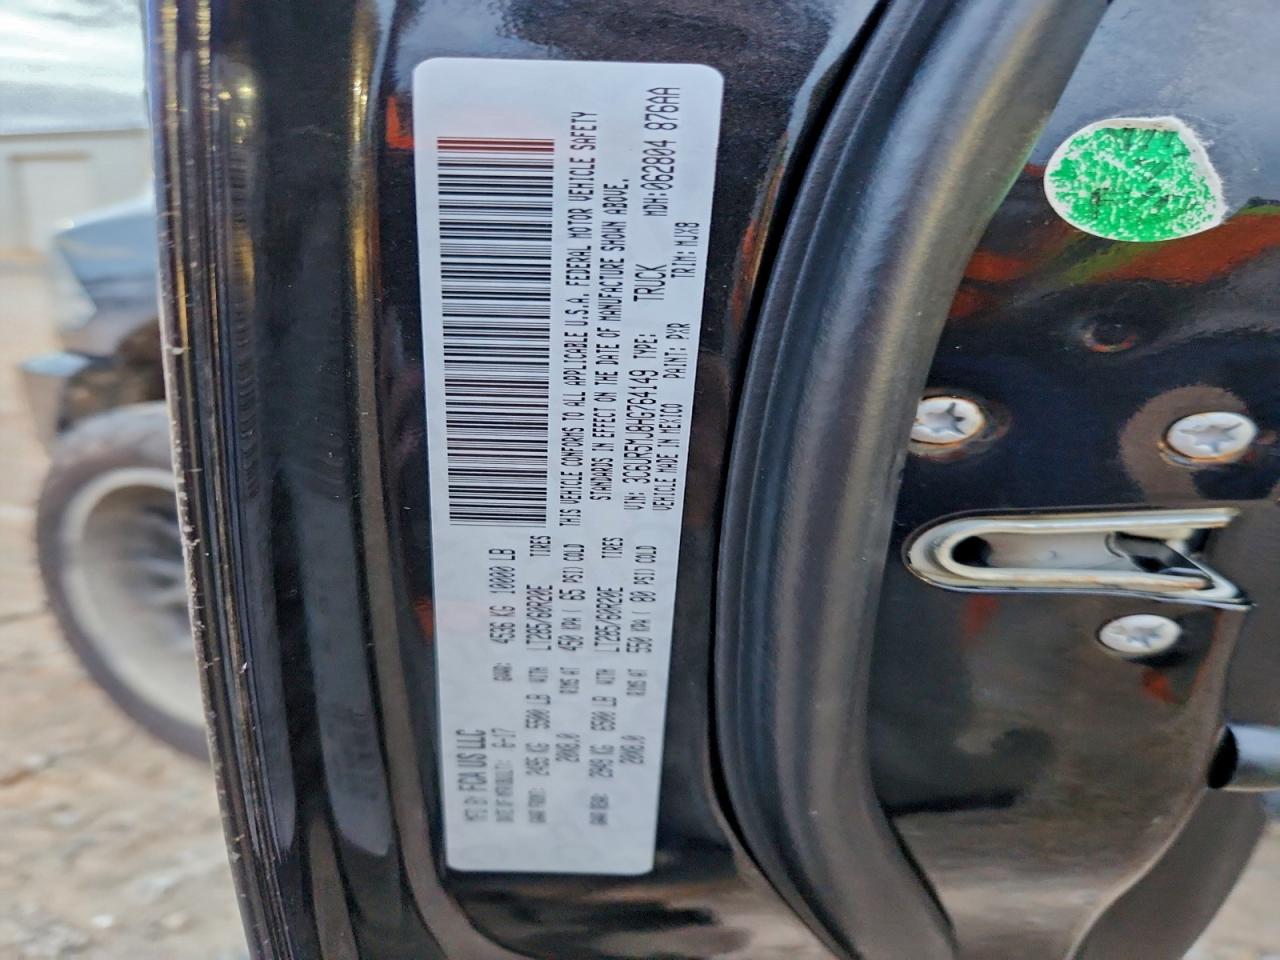 MFD BY FCA US LLC
DATE OF MFR/BUILT: 6-17 GVWR: 4536 KG 10000 LB
GAWR FRONT: 2495 KG 5500 LB WITH LT285/60R20E TIRES
20X8.0 RIMS AT 450 KPA ( 65 PSI) COLD
GAWR REAR: 2949 KG 6500 LB WITH LT285/60R20E TIRES
20X8.0 RIMS AT 550 KPA ( 80 PSI) COLD
THIS VEHICLE CONFORMS TO ALL APPLICABLE U.S.A. FEDERAL MOTOR VEHICLE SAFETY
STANDARDS IN EFFECT ON THE DATE OF MANUFACTURE SHOWN ABOVE.
VIN: 3C6UR5MJ8HG764149 TYPE: TRUCK MDH:062804 876AA
VEHICLE MADE IN MEXICO PAINT: PXR TRIM: MJX9